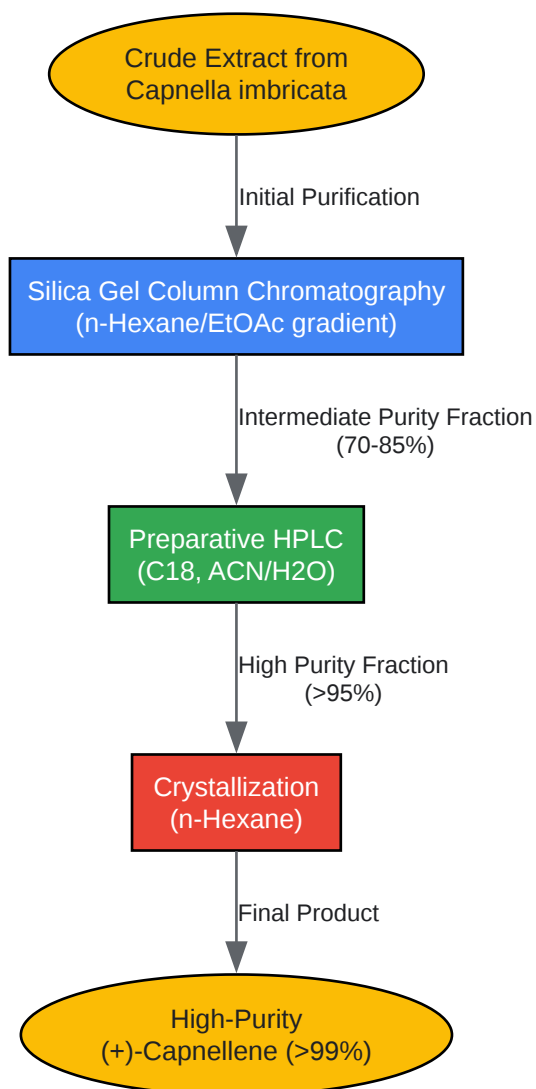 Crude Extract from
Capnella imbricata
Initial Purification
Silica Gel Column Chromatography
(n-Hexane/EtOAc gradient)
Intermediate Purity Fraction
(70-85%)
Preparative HPLC
(C18, ACN/H2O)
High Purity Fraction
(>95%)
Crystallization
(n-Hexane)
Final Product
High-Purity
(+)-Capnellene (>99%)